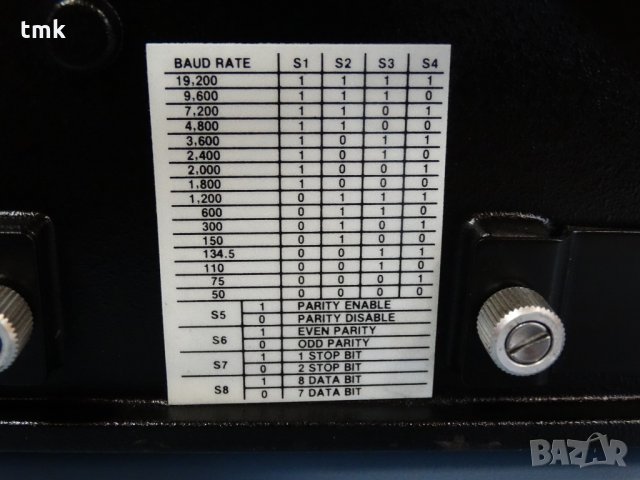 tmk
BAUD RATE S1 S2 S3 S4
19,200 1 1 1 1
9,600 1 1 1 0
7,200 1 1 0 1
4,800 1 1 0 0
3,600 1 0 1 1
2,400 1 0 1 0
2,000 1 0 0 1
1,800 1 0 0 0
1,200 0 1 1 1
600 0 1 1 0
300 0 1 0 1
150 0 1 0 0
134.5 0 0 1 1
110 0 0 1 0
75 0 0 0 1
50 0 0 0 0
S5 1 PARITY ENABLE
0 PARITY DISABLE
S6 1 EVEN PARITY
0 ODD PARITY
S7 1 1 STOP BIT
0 2 STOP BIT
S8 1 8 DATA BIT
0 7 DATA BIT
BAZAR